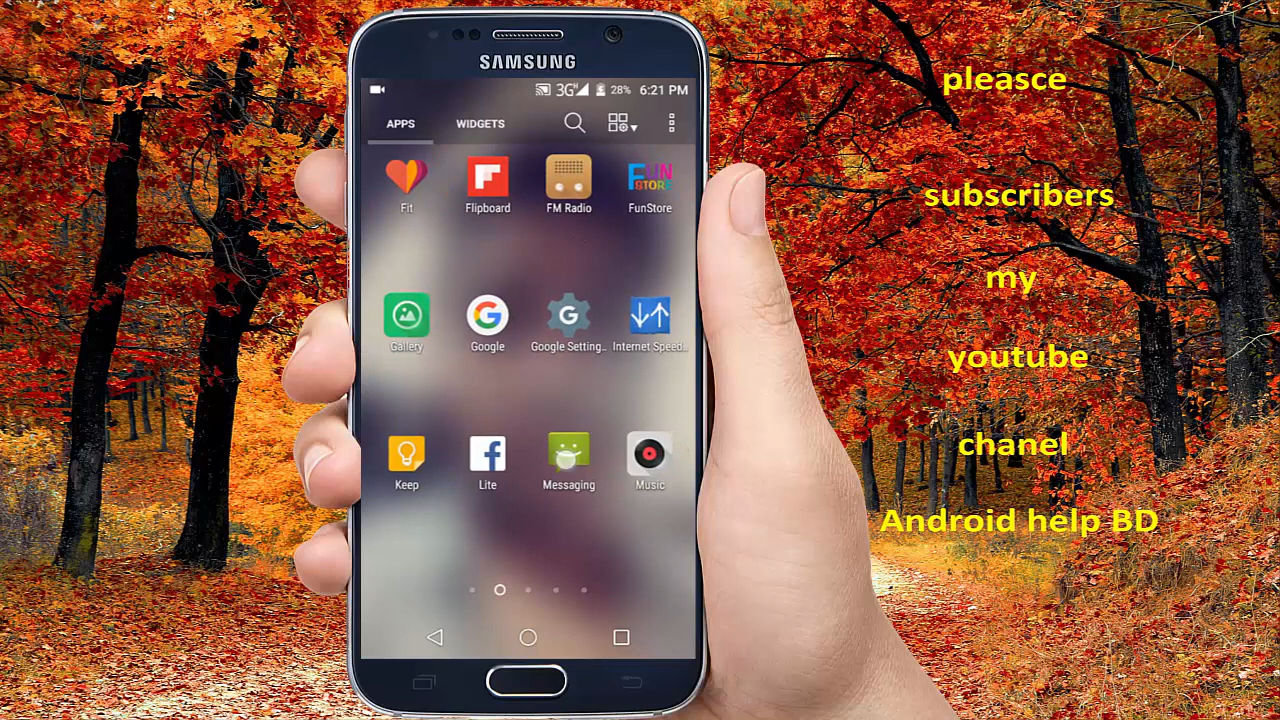 SAMSUNG
3G 28% 6:21 PM
APPS WIDGETS
Fit Flipboard FM Radio FunStore
FUN
STORE
Gallery Google Google Setting.. Internet Speed..
Keep Lite Messaging Music
pleasce
subscribers
my
youtube
chanel
Android help BD